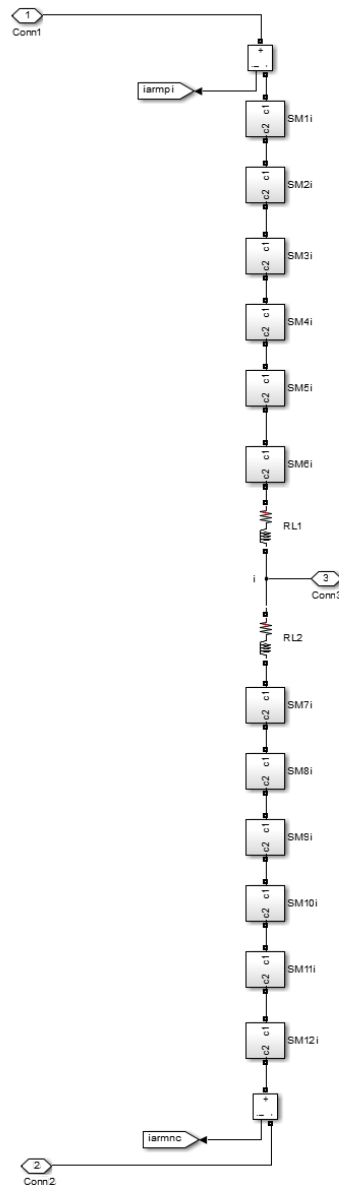 1
Conn1
+
i
-
iarmpi
c1
c2
SM1i
c1
c2
SM2i
c1
c2
SM3i
c1
c2
SM4i
c1
c2
SM5i
c1
c2
SM6i
RL1
i
3
Conn3
RL2
c1
c2
SM7i
c1
c2
SM8i
c1
c2
SM9i
c1
c2
SM10i
c1
c2
SM11i
c1
c2
SM12i
+
i
-
iarmnc
2
Conn2